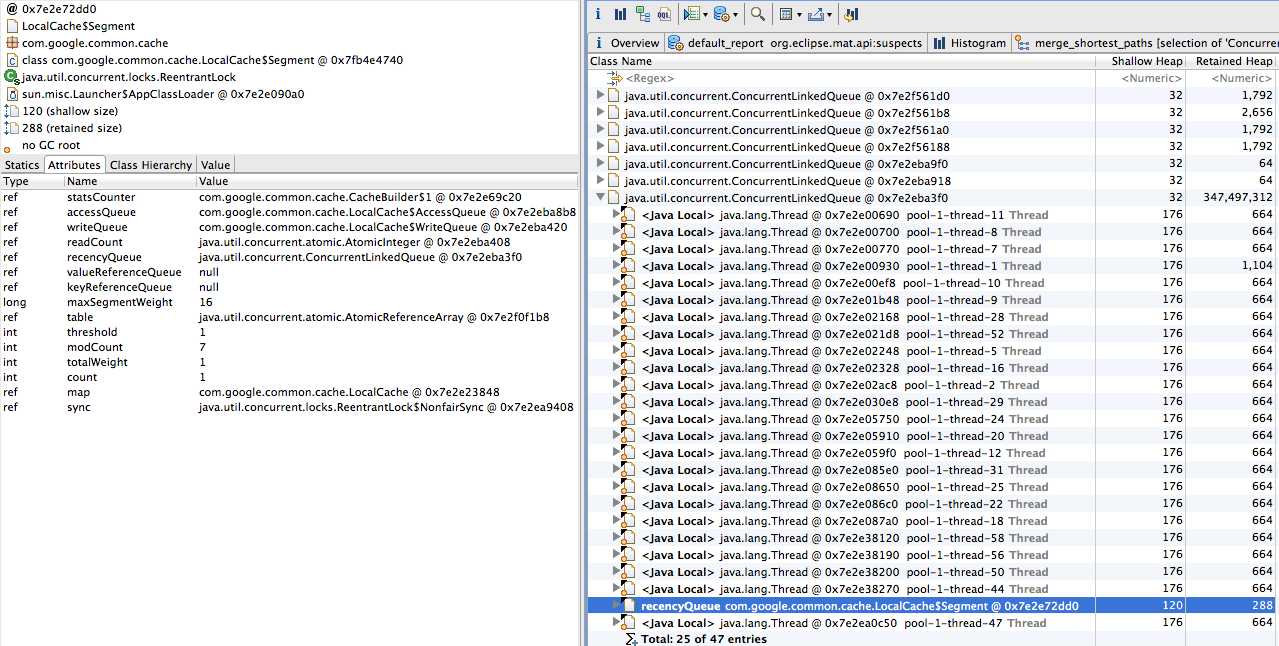 @ 0x7e2e72dd0
LocalCache$Segment
com.google.common.cache
class com.google.common.cache.LocalCache$Segment @ 0x7fb4e4740
java.util.concurrent.locks.ReentrantLock
sun.misc.Launcher$AppClassLoader @ 0x7e2e090a0
120 (shallow size)
288 (retained size)
no GC root
Statics Attributes Class Hierarchy Value
Type Name Value
ref statsCounter com.google.common.cache.CacheBuilder$1 @ 0x7e2e69c20
ref accessQueue com.google.common.cache.LocalCache$AccessQueue @ 0x7e2eba8b8
ref writeQueue com.google.common.cache.LocalCache$WriteQueue @ 0x7e2eba420
ref readCount java.util.concurrent.atomic.AtomicInteger @ 0x7e2eba408
ref recencyQueue java.util.concurrent.ConcurrentLinkedQueue @ 0x7e2eba3f0
ref valueReferenceQueue null
ref keyReferenceQueue null
long maxSegmentWeight 16
ref table java.util.concurrent.atomic.AtomicReferenceArray @ 0x7e2f0f1b8
int threshold 1
int modCount 7
int totalWeight 1
int count 1
ref map com.google.common.cache.LocalCache @ 0x7e2e23848
ref sync java.util.concurrent.locks.ReentrantLock$NonfairSync @ 0x7e2ea9408
i OQL
i Overview default_report org.eclipse.mat.api:suspects Histogram merge_shortest_paths [selection of 'Concurre
Class Name Shallow Heap Retained Heap
<Regex> <Numeric> <Numeric>
java.util.concurrent.ConcurrentLinkedQueue @ 0x7e2f561d0 32 1,792
java.util.concurrent.ConcurrentLinkedQueue @ 0x7e2f561b8 32 2,656
java.util.concurrent.ConcurrentLinkedQueue @ 0x7e2f561a0 32 1,792
java.util.concurrent.ConcurrentLinkedQueue @ 0x7e2f56188 32 1,792
java.util.concurrent.ConcurrentLinkedQueue @ 0x7e2eba9f0 32 64
java.util.concurrent.ConcurrentLinkedQueue @ 0x7e2eba918 32 64
java.util.concurrent.ConcurrentLinkedQueue @ 0x7e2eba3f0 32 347,497,312
<Java Local> java.lang.Thread @ 0x7e2e00690 pool-1-thread-11 Thread 176 664
<Java Local> java.lang.Thread @ 0x7e2e00700 pool-1-thread-8 Thread 176 664
<Java Local> java.lang.Thread @ 0x7e2e00770 pool-1-thread-7 Thread 176 664
<Java Local> java.lang.Thread @ 0x7e2e00930 pool-1-thread-1 Thread 176 1,104
<Java Local> java.lang.Thread @ 0x7e2e00ef8 pool-1-thread-10 Thread 176 664
<Java Local> java.lang.Thread @ 0x7e2e01b48 pool-1-thread-9 Thread 176 664
<Java Local> java.lang.Thread @ 0x7e2e02168 pool-1-thread-28 Thread 176 664
<Java Local> java.lang.Thread @ 0x7e2e021d8 pool-1-thread-52 Thread 176 664
<Java Local> java.lang.Thread @ 0x7e2e02248 pool-1-thread-5 Thread 176 664
<Java Local> java.lang.Thread @ 0x7e2e02328 pool-1-thread-16 Thread 176 664
<Java Local> java.lang.Thread @ 0x7e2e02ac8 pool-1-thread-2 Thread 176 664
<Java Local> java.lang.Thread @ 0x7e2e030e8 pool-1-thread-29 Thread 176 664
<Java Local> java.lang.Thread @ 0x7e2e05750 pool-1-thread-24 Thread 176 664
<Java Local> java.lang.Thread @ 0x7e2e05910 pool-1-thread-20 Thread 176 664
<Java Local> java.lang.Thread @ 0x7e2e059f0 pool-1-thread-12 Thread 176 664
<Java Local> java.lang.Thread @ 0x7e2e085e0 pool-1-thread-31 Thread 176 664
<Java Local> java.lang.Thread @ 0x7e2e08650 pool-1-thread-25 Thread 176 664
<Java Local> java.lang.Thread @ 0x7e2e086c0 pool-1-thread-22 Thread 176 664
<Java Local> java.lang.Thread @ 0x7e2e087a0 pool-1-thread-18 Thread 176 664
<Java Local> java.lang.Thread @ 0x7e2e38120 pool-1-thread-58 Thread 176 664
<Java Local> java.lang.Thread @ 0x7e2e38190 pool-1-thread-56 Thread 176 664
<Java Local> java.lang.Thread @ 0x7e2e38200 pool-1-thread-50 Thread 176 664
<Java Local> java.lang.Thread @ 0x7e2e38270 pool-1-thread-44 Thread 176 664
recencyQueue com.google.common.cache.LocalCache$Segment @ 0x7e2e72dd0 120 288
<Java Local> java.lang.Thread @ 0x7e2ea0c50 pool-1-thread-47 Thread 176 664
Total: 25 of 47 entries